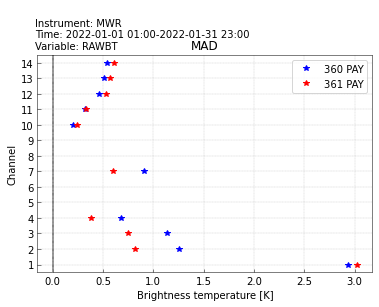 Instrument: MWR
Time: 2022-01-01 01:00-2022-01-31 23:00
Variable: RAWBT
MAD
360 PAY
361 PAY
Channel
14
13
12
11
10
9
8
7
6
5
4
3
2
1
0.0 0.5 1.0 1.5 2.0 2.5 3.0
Brightness temperature [K]